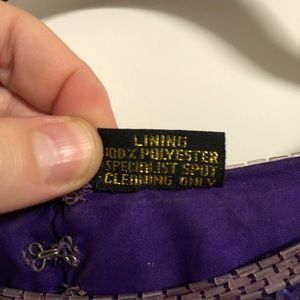 LINING
100% POLYESTER
SPECIALIST SPOT
CLEANING ONLY